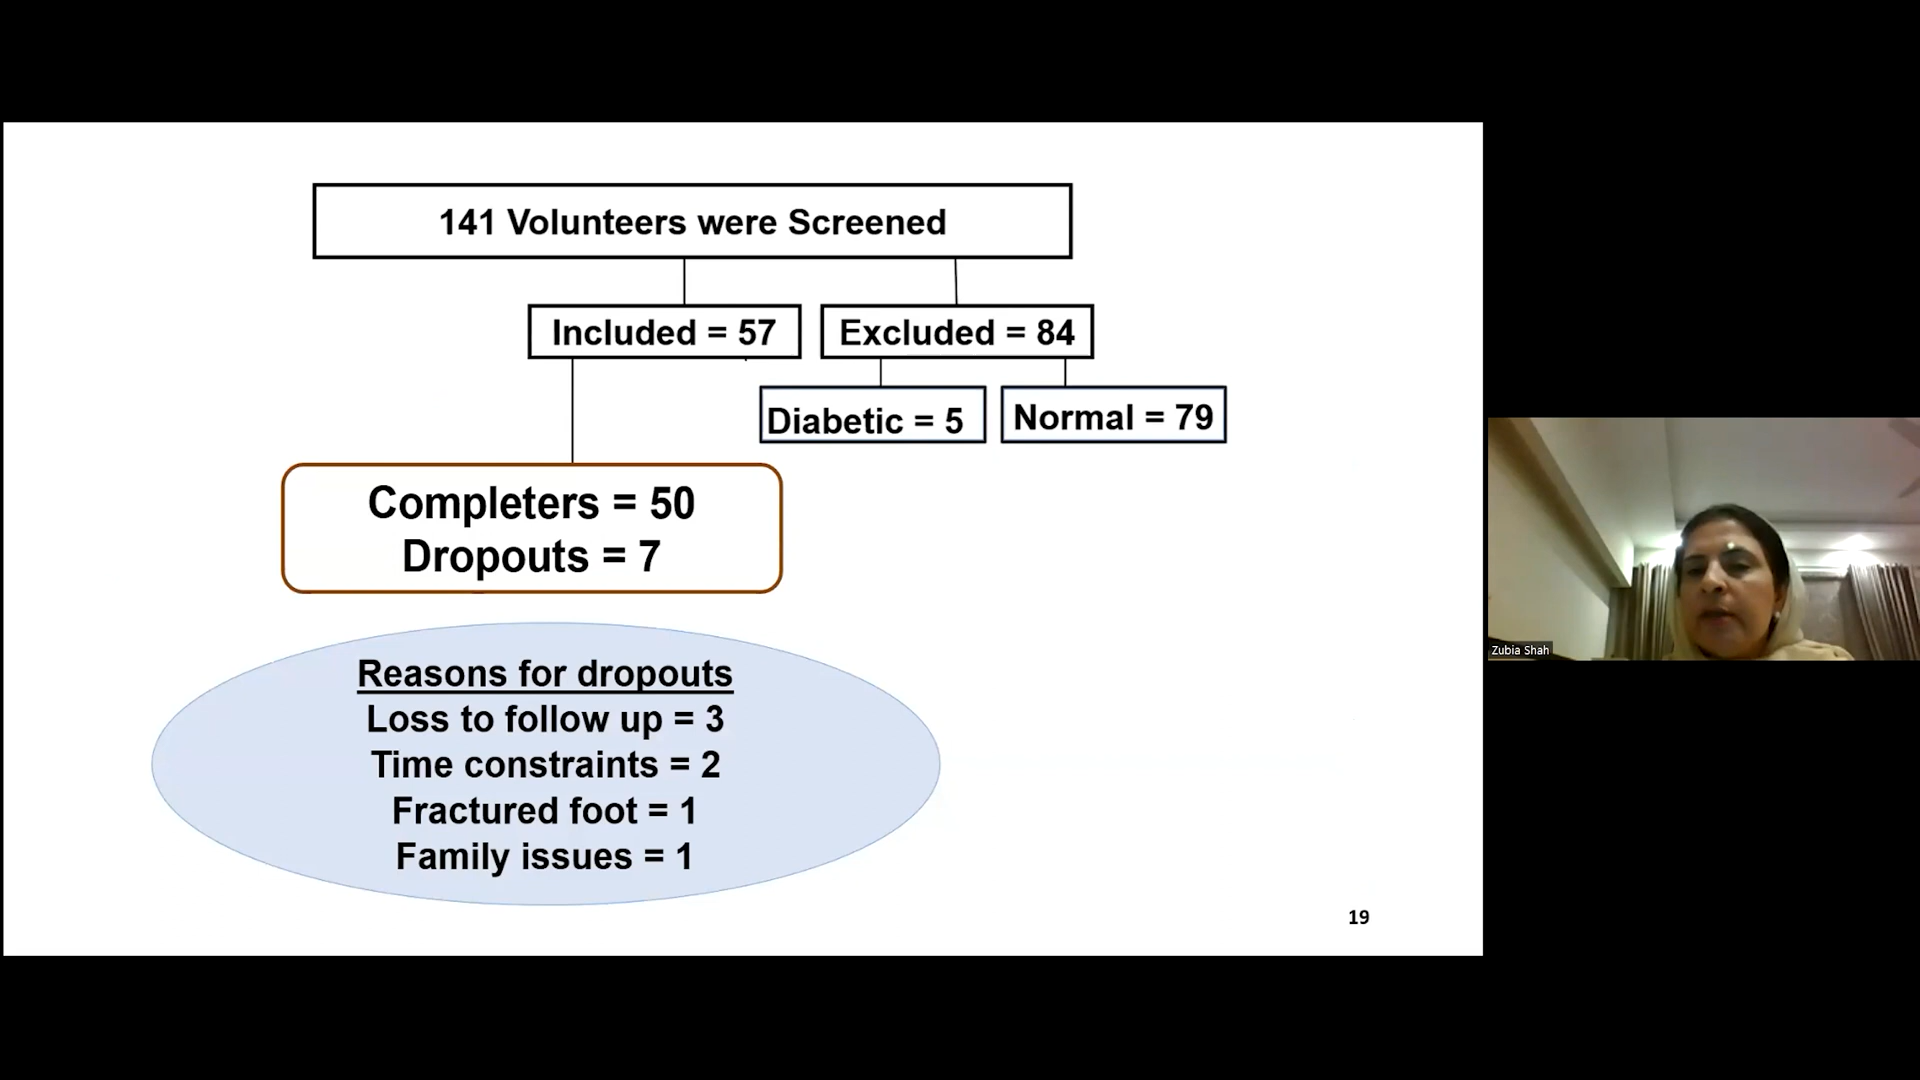 141 Volunteers were Screened
Included = 57
Excluded = 84
Diabetic = 5
Normal = 79
Completers = 50
Dropouts = 7
Reasons for dropouts
Loss to follow up = 3
Time constraints = 2
Fractured foot = 1
Family issues = 1
19
Zubia Shah